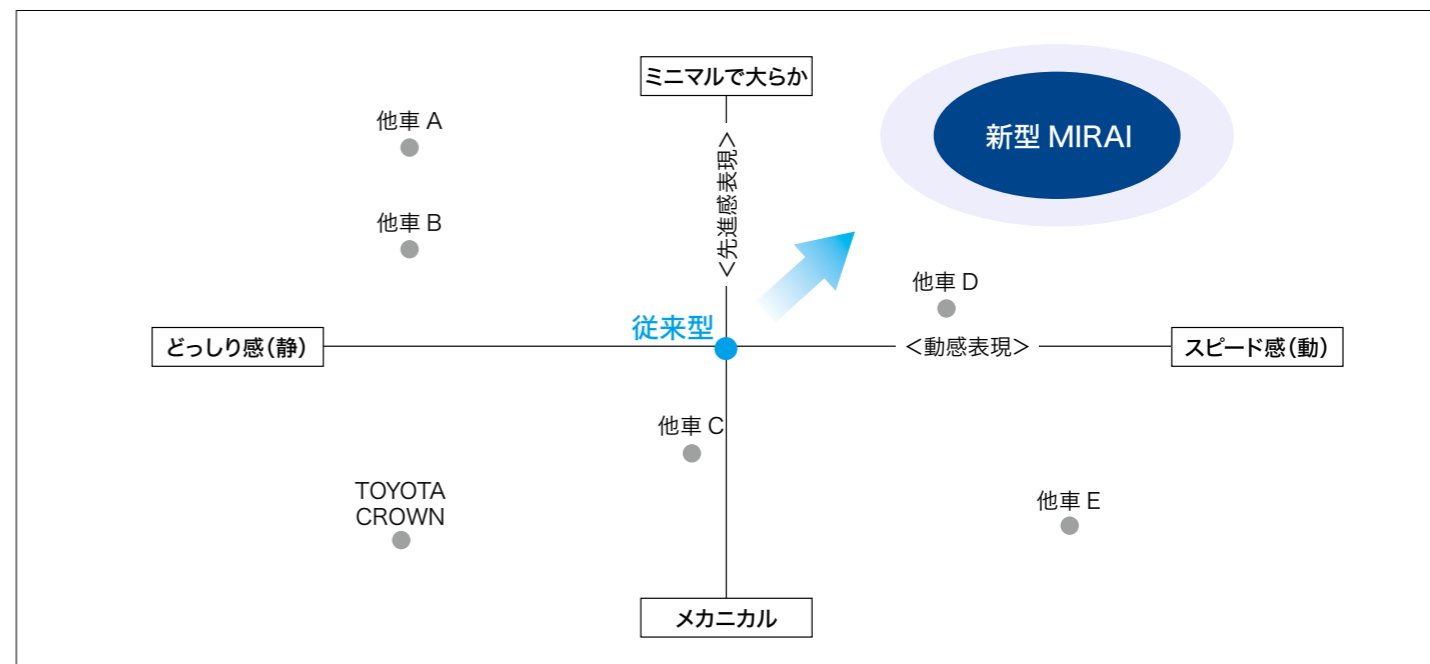 ミニマルで大らか
他車 A
新型 MIRAI
＜先進感表現＞
他車 B
他車 D
従来型
どっしり感（静）
＜動感表現＞
スピード感（動）
他車 C
TOYOTA
CROWN
他車 E
メカニカル